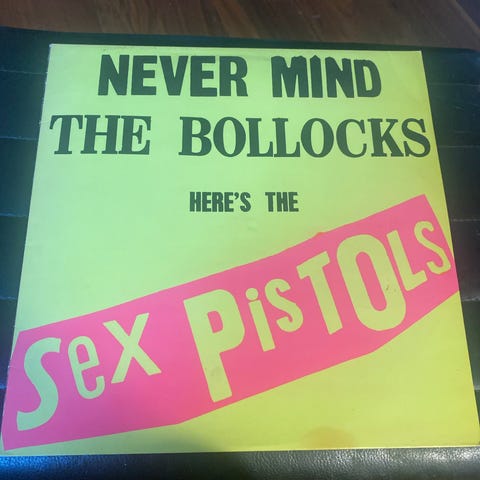 NEVER MIND
THE BOLLOCKS
HERE'S THE
Sex PiSTOLS